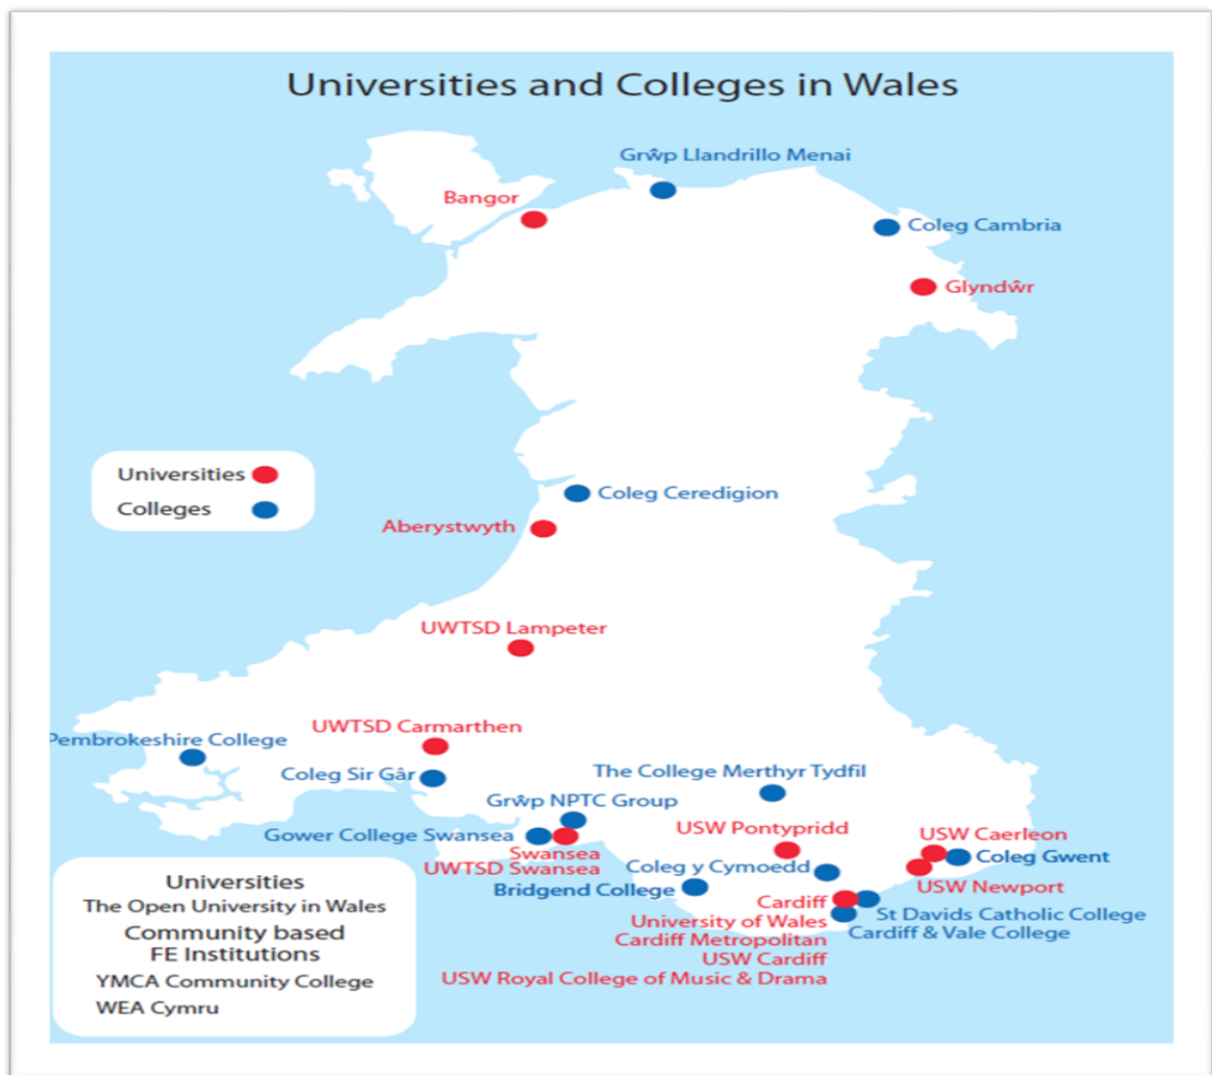 Universities and Colleges in Wales
Grŵp Llandrillo Menai
Bangor
Coleg Cambria
Glyndŵr
Universities
Colleges
Coleg Ceredigion
Aberystwyth
UWTSD Lampeter
UWTSD Carmarthen
Pembrokeshire College
Coleg Sir Gâr
The College Merthyr Tydfil
Grŵp NPTC Group
Gower College Swansea
USW Pontypridd
USW Caerleon
Swansea
UWTSD Swansea
Coleg y Cymoedd
Coleg Gwent
Bridgend College
USW Newport
Cardiff
University of Wales
Cardiff Metropolitan
USW Cardiff
USW Royal College of Music & Drama
St Davids Catholic College
Cardiff & Vale College
Universities
The Open University in Wales
Community based
FE Institutions
YMCA Community College
WEA Cymru